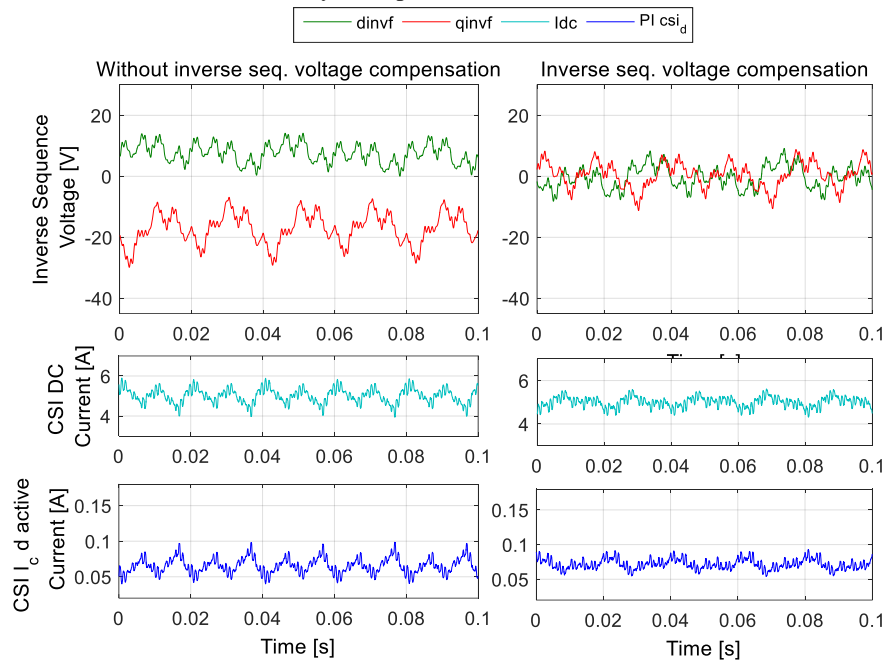 dinvf qinvf Idc PI csi_d
Without inverse seq. voltage compensation
Inverse seq. voltage compensation
Inverse Sequence
Voltage [V]
20
0
-20
-40
0 0.02 0.04 0.06 0.08 0.1
20
0
-20
-40
0 0.02 0.04 0.06 0.08 0.1
CSI DC
Current [A]
6
4
0 0.02 0.04 0.06 0.08 0.1
6
4
0 0.02 0.04 0.06 0.08 0.1
CSI I_c d active
Current [A]
0.15
0.1
0.05
0 0.02 0.04 0.06 0.08 0.1
Time [s]
0.15
0.1
0.05
0 0.02 0.04 0.06 0.08 0.1
Time [s]